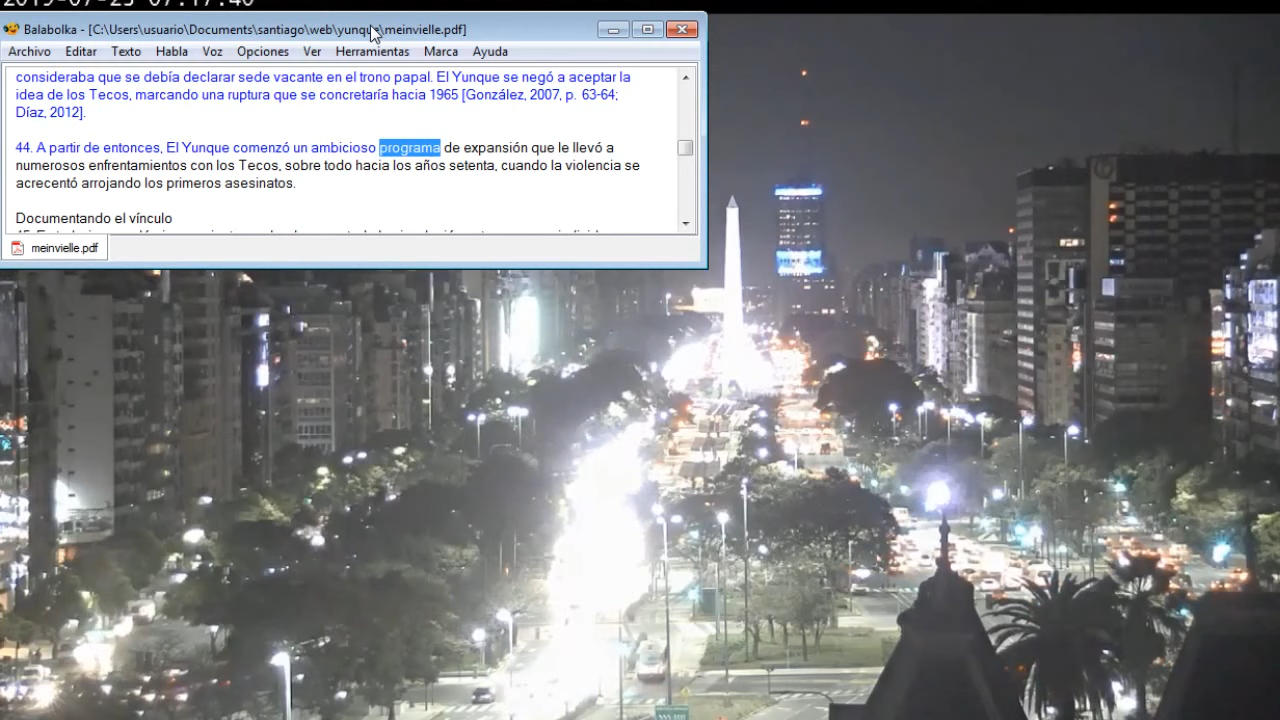 Balabolka - [C:\Users\usuario\Documents\santiago\web\yunque\meinvielle.pdf]
Archivo Editar Texto Habla Voz Opciones Ver Herramientas Marca Ayuda
consideraba que se debía declarar sede vacante en el trono papal. El Yunque se negó a aceptar la
idea de los Tecos, marcando una ruptura que se concretaría hacia 1965 [González, 2007, p. 63-64;
Díaz, 2012].
44. A partir de entonces, El Yunque comenzó un ambicioso programa de expansión que le llevó a
numerosos enfrentamientos con los Tecos, sobre todo hacia los años setenta, cuando la violencia se
acrecentó arrojando los primeros asesinatos.
Documentando el vínculo
meinvielle.pdf